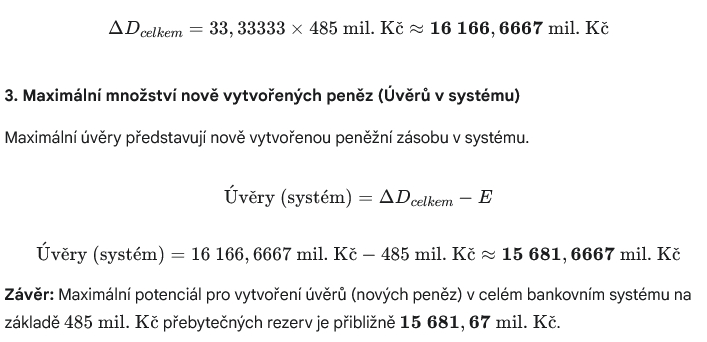 ΔD_celkem = 33,33333 × 485 mil. Kč ≈ 16 166,6667 mil. Kč
3. Maximální množství nově vytvořených peněz (Úvěrů v systému)
Maximální úvěry představují nově vytvořenou peněžní zásobu v systému.
Úvěry (systém) = ΔD_celkem − E
Úvěry (systém) = 16 166,6667 mil. Kč − 485 mil. Kč ≈ 15 681,6667 mil. Kč
Závěr: Maximální potenciál pro vytvoření úvěrů (nových peněz) v celém bankovním systému na
základě 485 mil. Kč přebytečných rezerv je přibližně 15 681,67 mil. Kč.